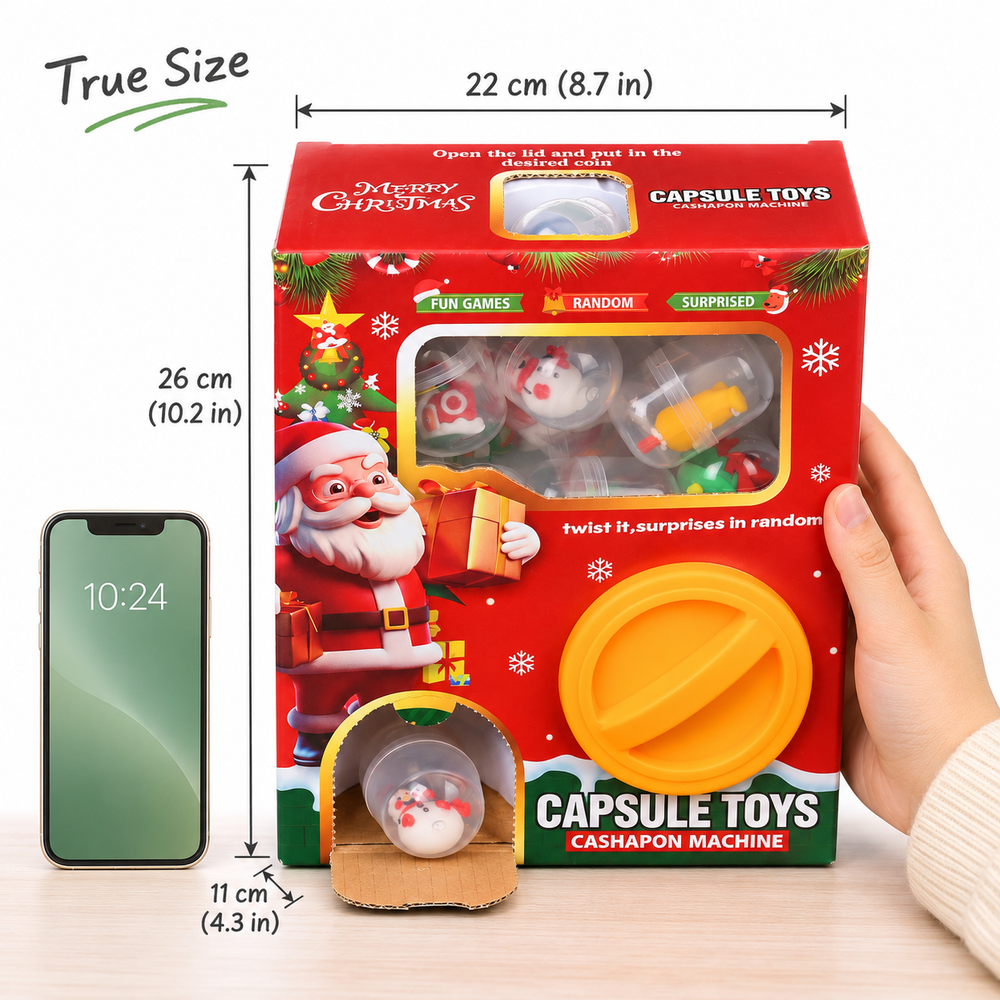 True Size
22 cm (8.7 in)
Open the lid and put in the
desired coin
MERRY
CHRISTMAS
CAPSULE TOYS
CASHAPON MACHINE
FUN GAMES
RANDOM
SURPRISED
26 cm
(10.2 in)
twist it,surprises in random
10:24
CAPSULE TOYS
CASHAPON MACHINE
11 cm
(4.3 in)